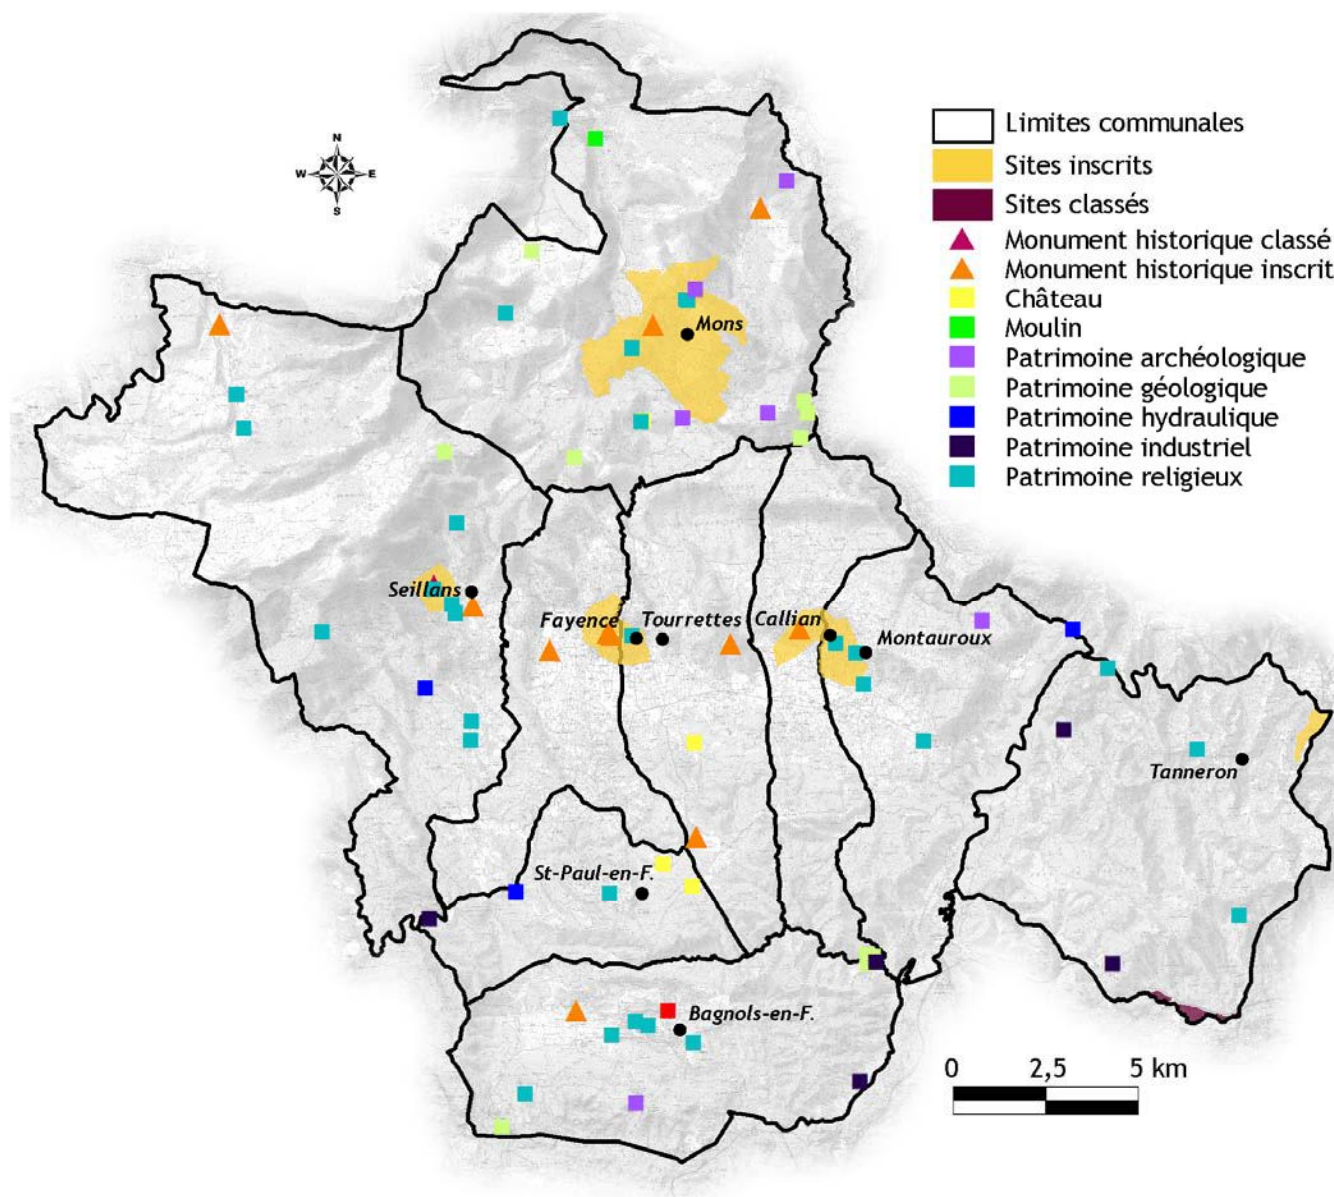 N
W E
S
Limites communales
Sites inscrits
Sites classés
Monument historique classé
Monument historique inscrit
Château
Moulin
Patrimoine archéologique
Patrimoine géologique
Patrimoine hydraulique
Patrimoine industriel
Patrimoine religieux
Mons
Seillans
Fayence
Tourrettes
Callian
Montauroux
Tanneron
St-Paul-en-F.
Bagnols-en-F.
0 2,5 5 km